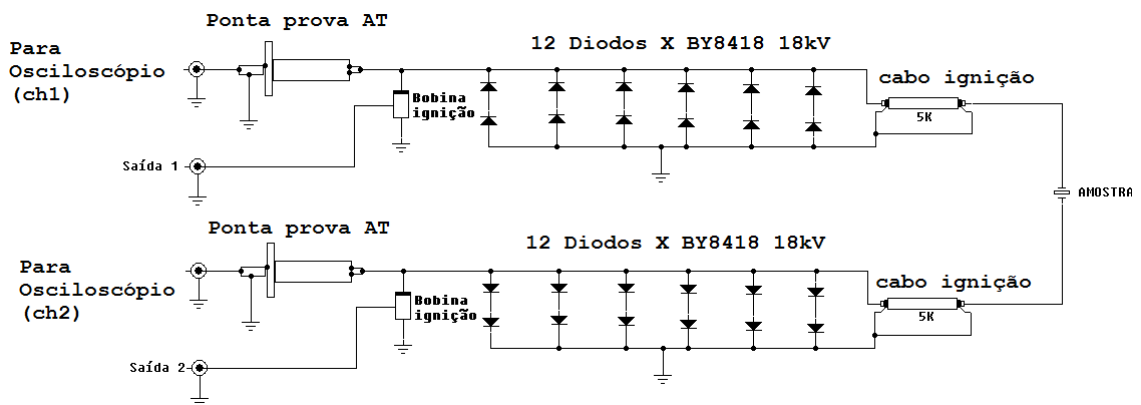 Ponta prova AT
Para
Osciloscópio
(ch1)
12 Diodos X BY8418 18kV
cabo ignição
Bobina
ignição
5K
Saída 1
AMOSTRA
Ponta prova AT
12 Diodos X BY8418 18kV
Para
Osciloscópio
(ch2)
cabo ignição
Bobina
ignição
5K
Saída 2